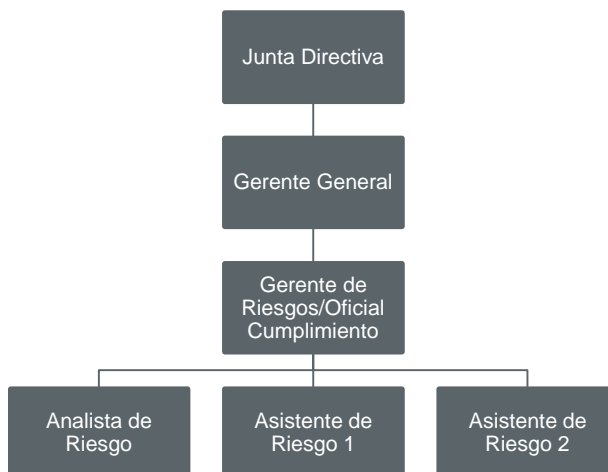 Junta Directiva
Gerente General
Gerente de
Riesgos/Oficial
Cumplimiento
Analista de
Riesgo
Asistente de
Riesgo 1
Asistente de
Riesgo 2